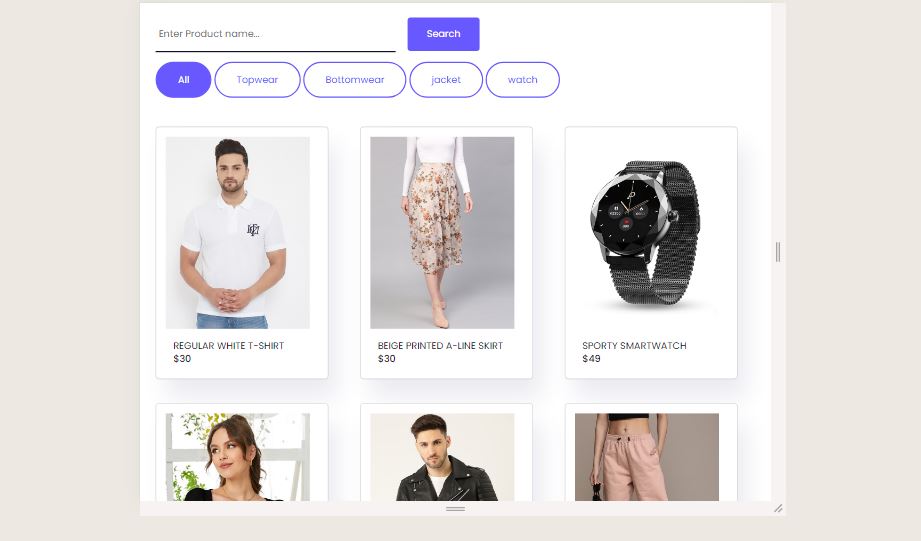 Enter Product name...
Search
All
Topwear
Bottomwear
jacket
watch
REGULAR WHITE T-SHIRT
$30
BEIGE PRINTED A-LINE SKIRT
$30
SPORTY SMARTWATCH
$49